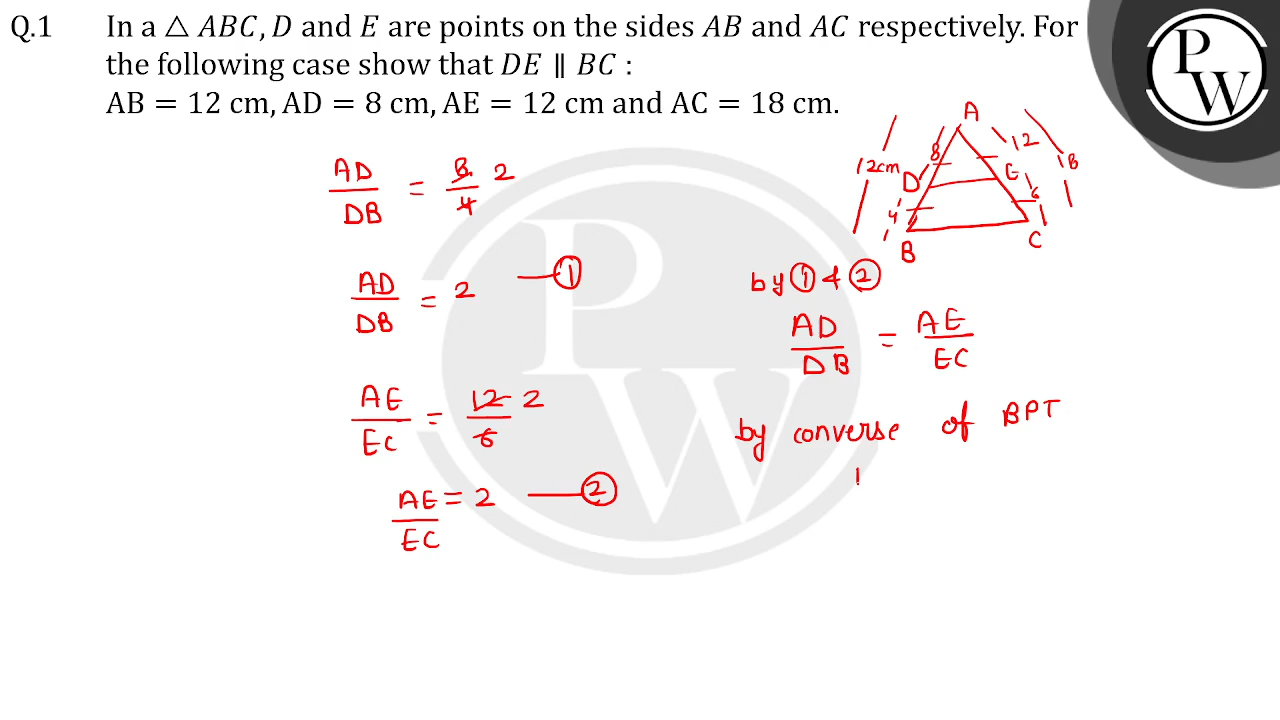 Q.1 In a △ ABC, D and E are points on the sides AB and AC respectively. For
the following case show that DE ∥ BC :
AB = 12 cm, AD = 8 cm, AE = 12 cm and AC = 18 cm.
P
W
A
12cm 8 12 18
D E
4 6
B C
AD/DB = 8/4 2
AD/DB = 2 —①
AE/EC = 12/6 2
AE/EC = 2 —②
by ① & ②
AD/DB = AE/EC
by converse of BPT
PW